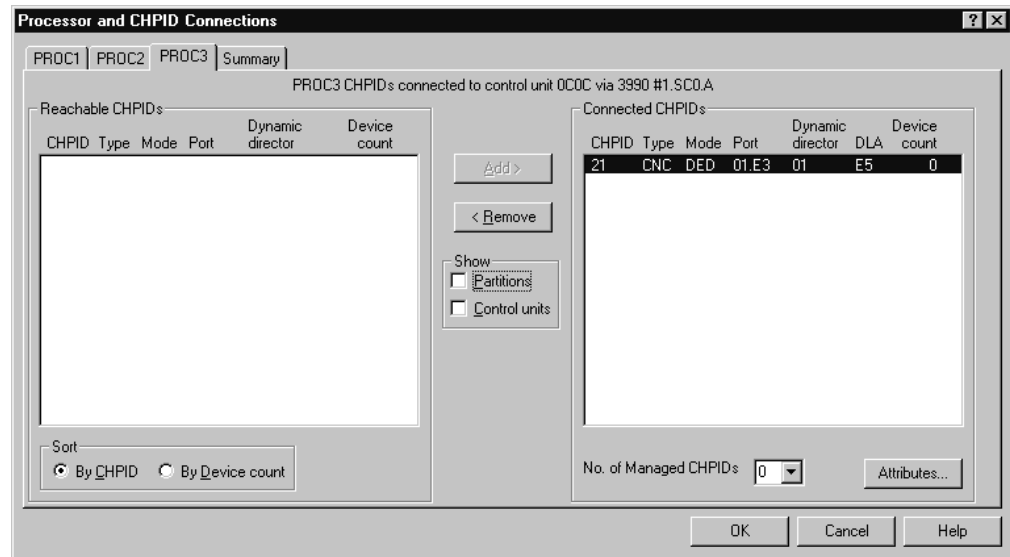 Processor and CHPID Connections
PROC1 PROC2 PROC3 Summary
PROC3 CHPIDs connected to control unit 0C0C via 3990 #1.SC0.A
Reachable CHPIDs
CHPID Type Mode Port Dynamic director Device count
Add >
< Remove
Show
Partitions
Control units
Sort
By CHPID By Device count
Connected CHPIDs
CHPID Type Mode Port Dynamic director DLA Device count
21 CNC DED 01.E3 01 E5 0
No. of Managed CHPIDs 0
Attributes...
OK Cancel Help